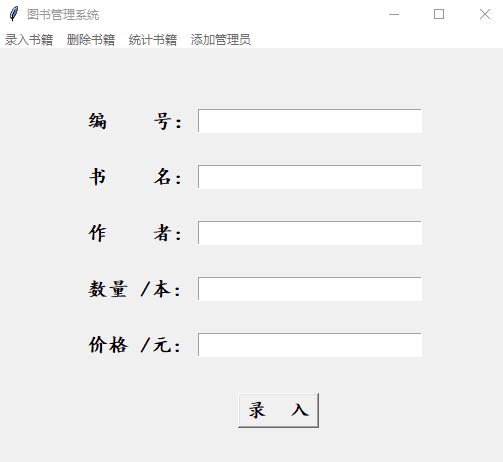 图书管理系统
录入书籍 删除书籍 统计书籍 添加管理员
编 号:
书 名:
作 者:
数量 /本:
价格 /元:
录 入